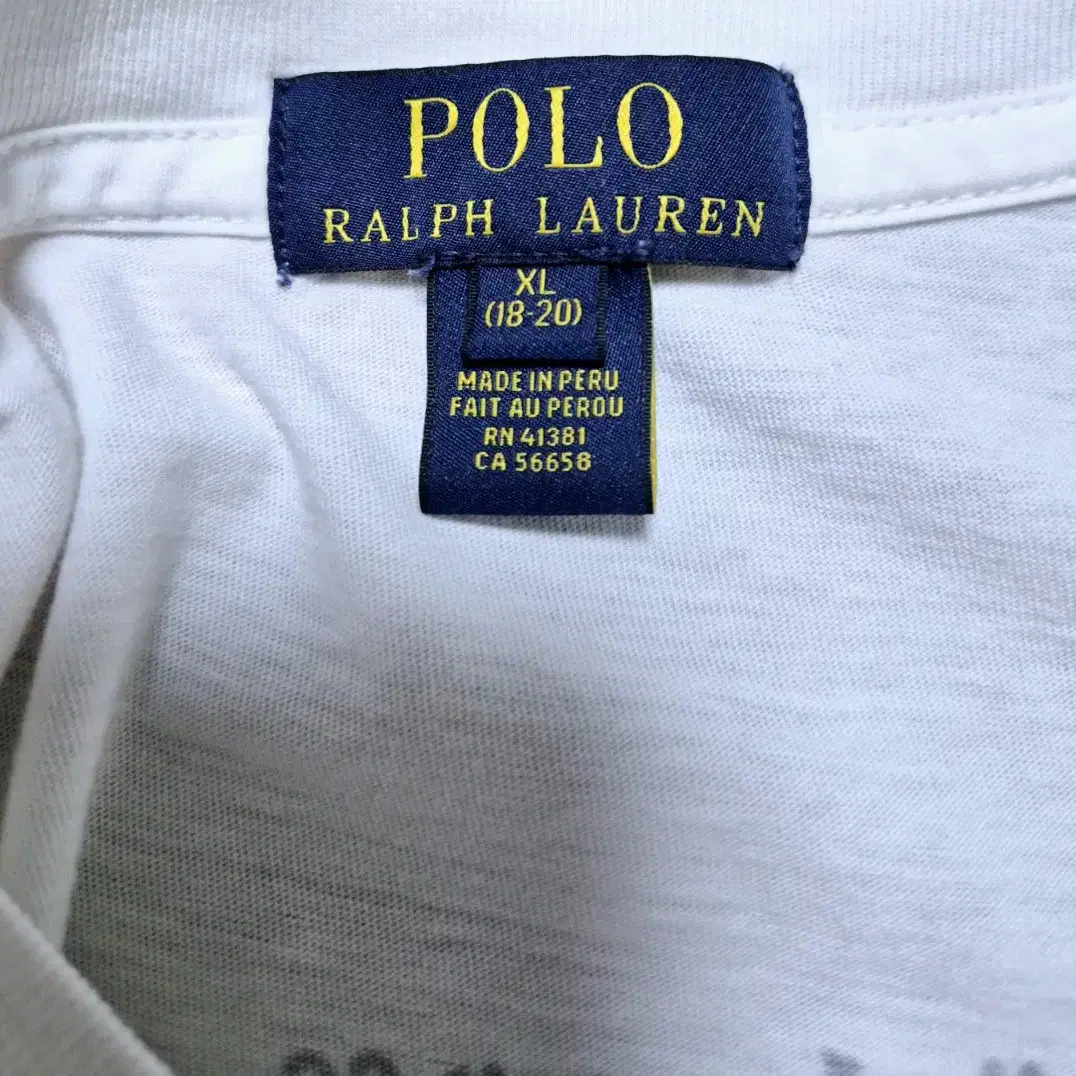 POLO
RALPH LAUREN
XL
(18-20)
MADE IN PERU
FAIT AU PEROU
RN 41381
CA 56658